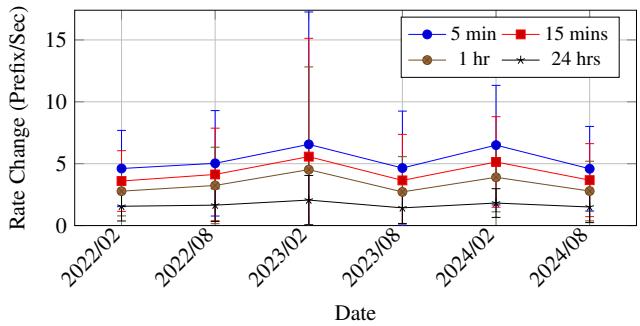 Rate Change (Prefix/Sec)
15
10
5
0
5 min
15 mins
1 hr
24 hrs
2022/02
2022/08
2023/02
2023/08
2024/02
2024/08
Date